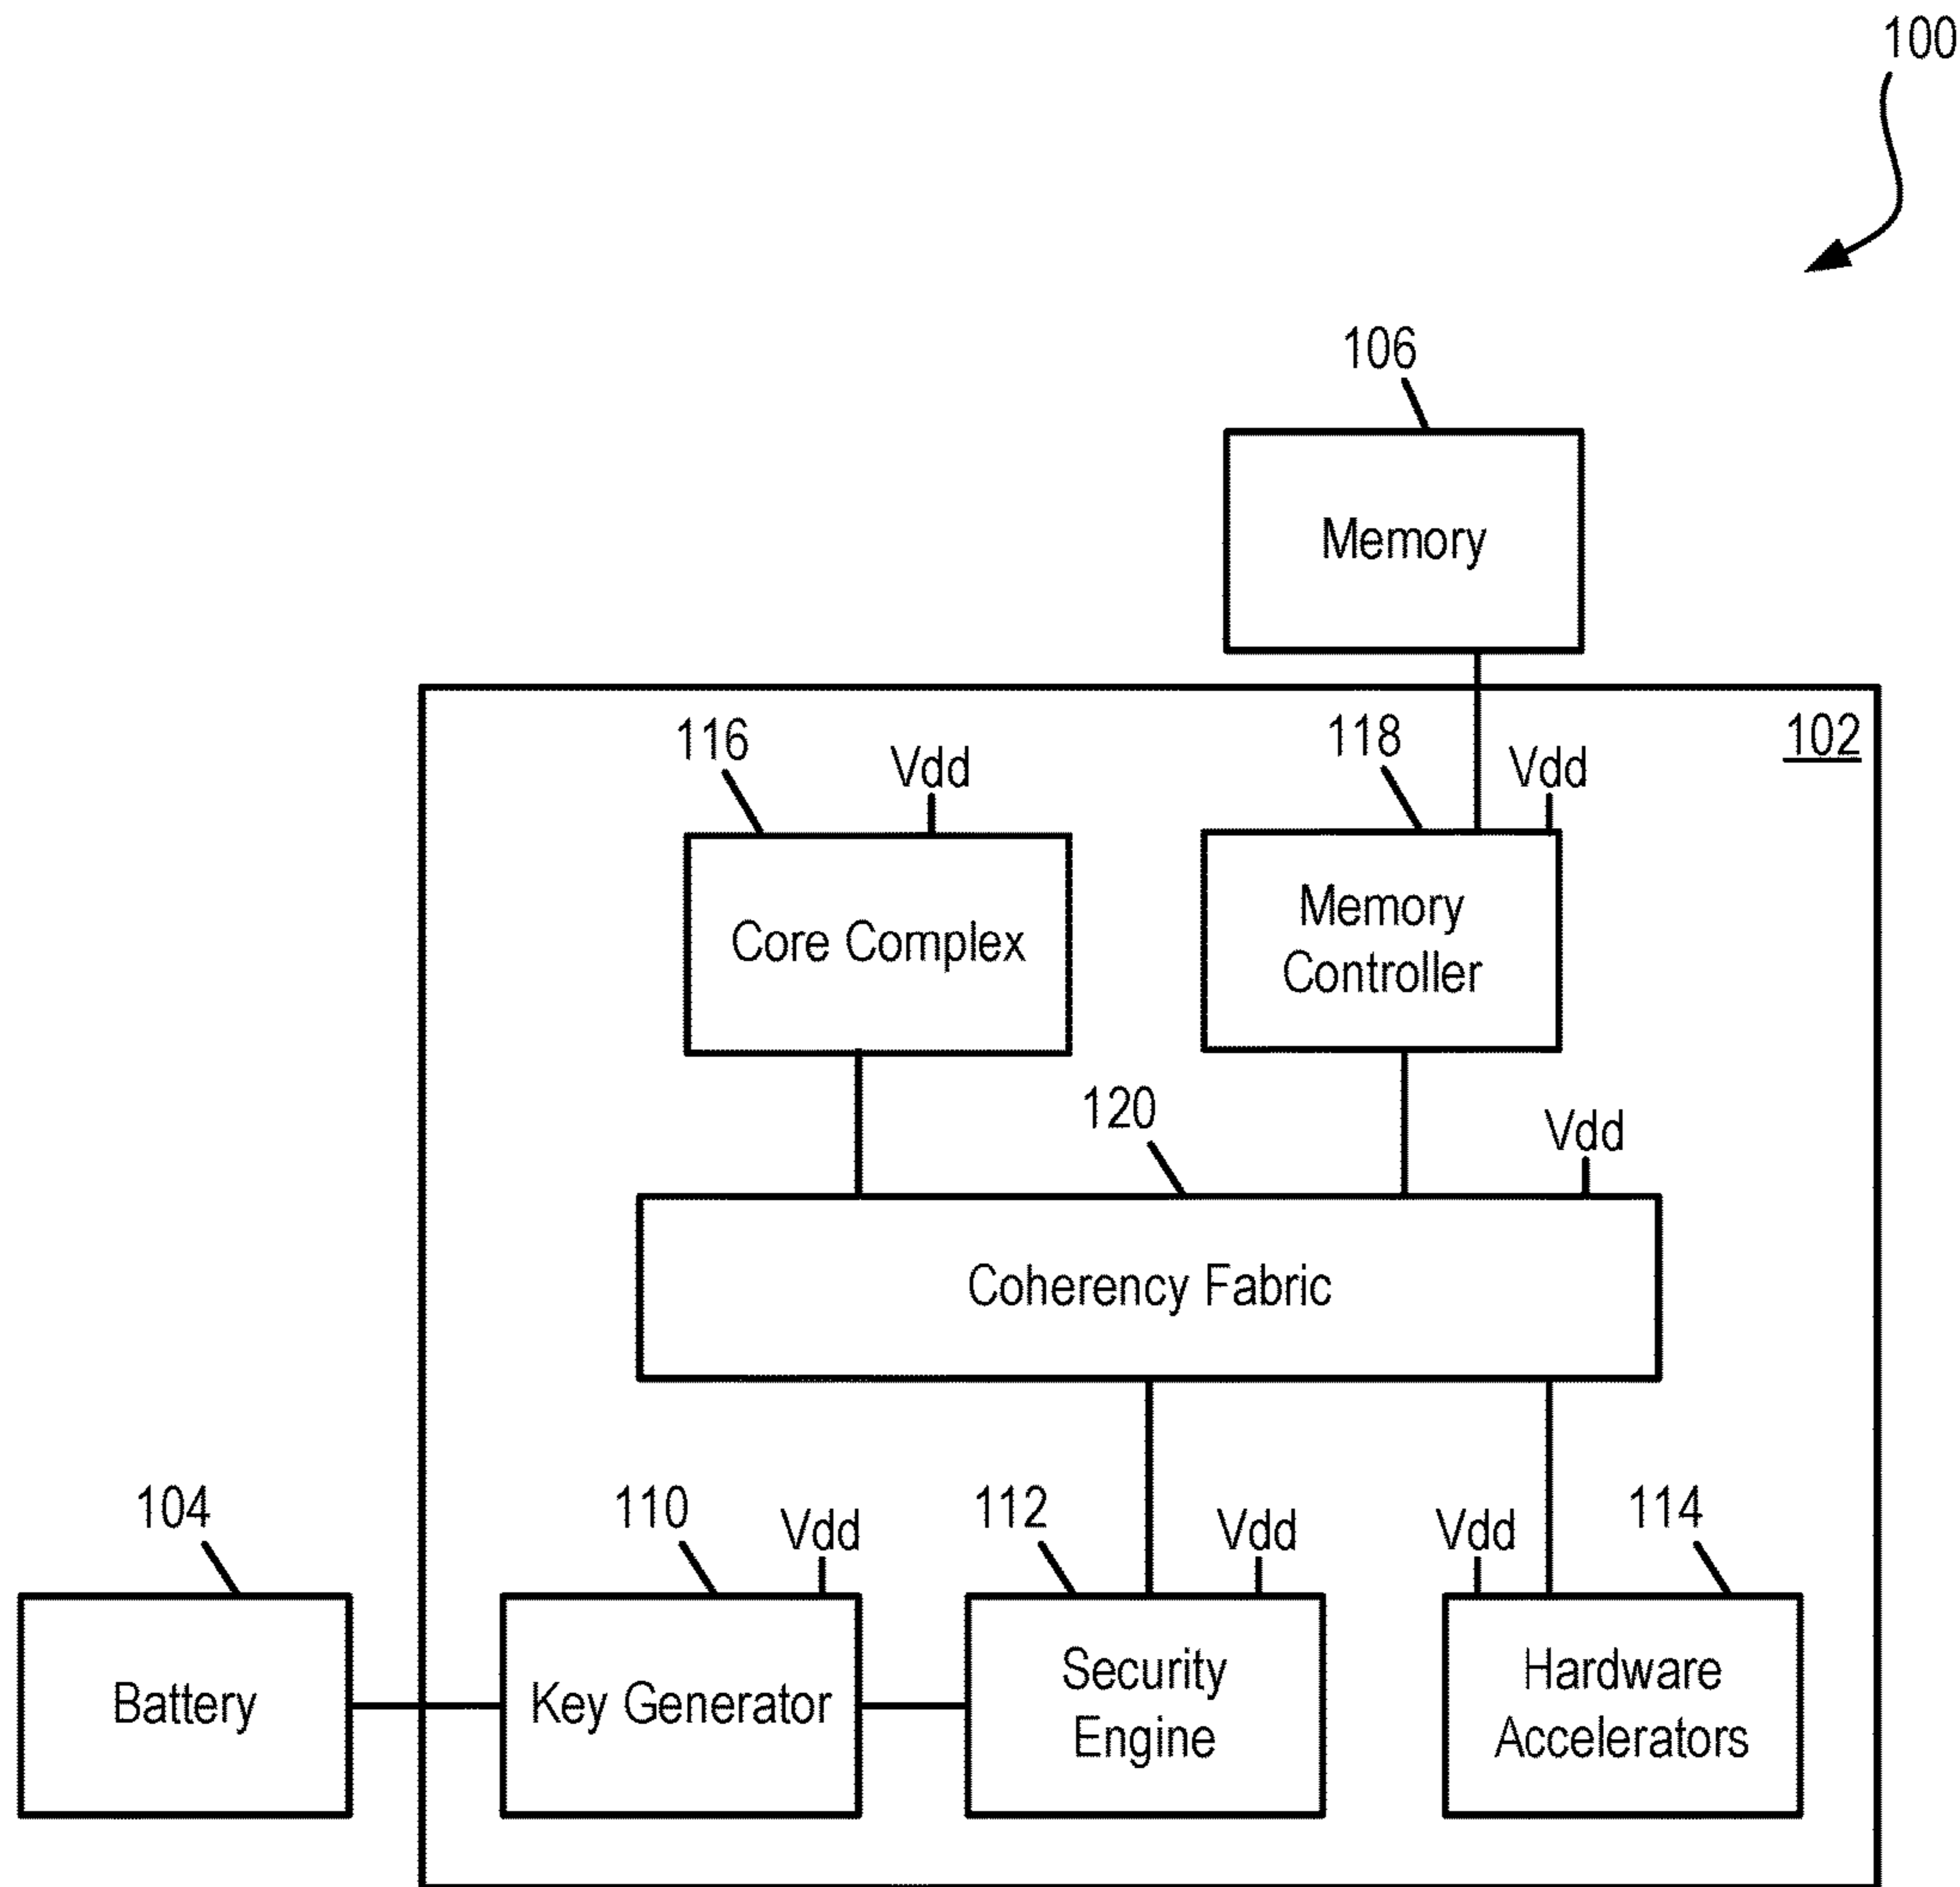 100
106
Memory
102
116
Vdd
118
Vdd
Core Complex
Memory
Controller
120
Vdd
Coherency Fabric
104
110
Vdd
112
Vdd
Vdd
114
Battery
Key Generator
Security
Engine
Hardware
Accelerators